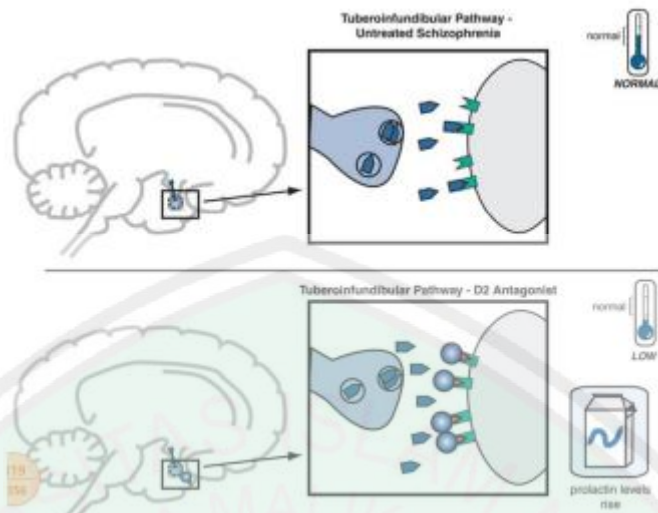 Tuberoinfundibular Pathway -
Untreated Schizophrenia
normal
NORMAL
Tuberoinfundibular Pathway - D2 Antagonist
normal
LOW
prolactin levels
rise